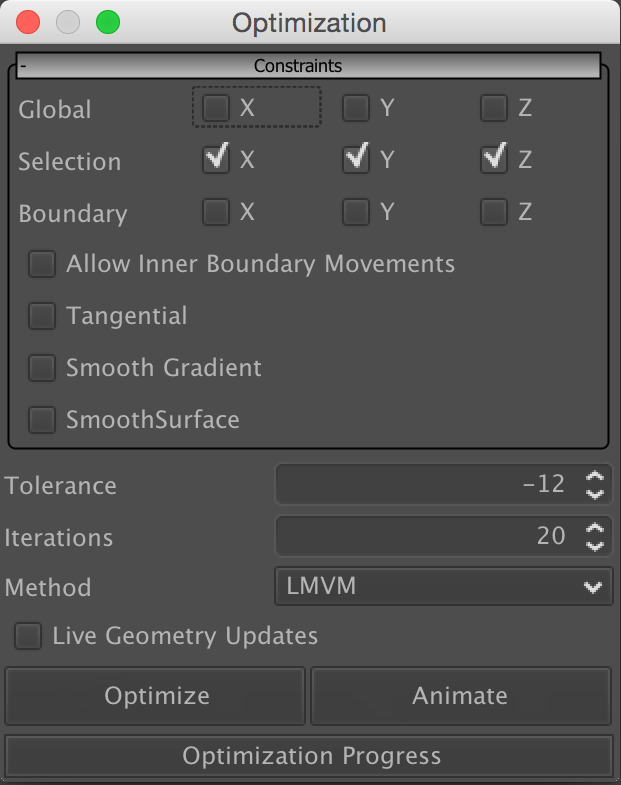 Optimization
- Constraints
Global X Y Z
Selection X Y Z
Boundary X Y Z
Allow Inner Boundary Movements
Tangential
Smooth Gradient
SmoothSurface
Tolerance -12
Iterations 20
Method LMVM
Live Geometry Updates
Optimize Animate
Optimization Progress